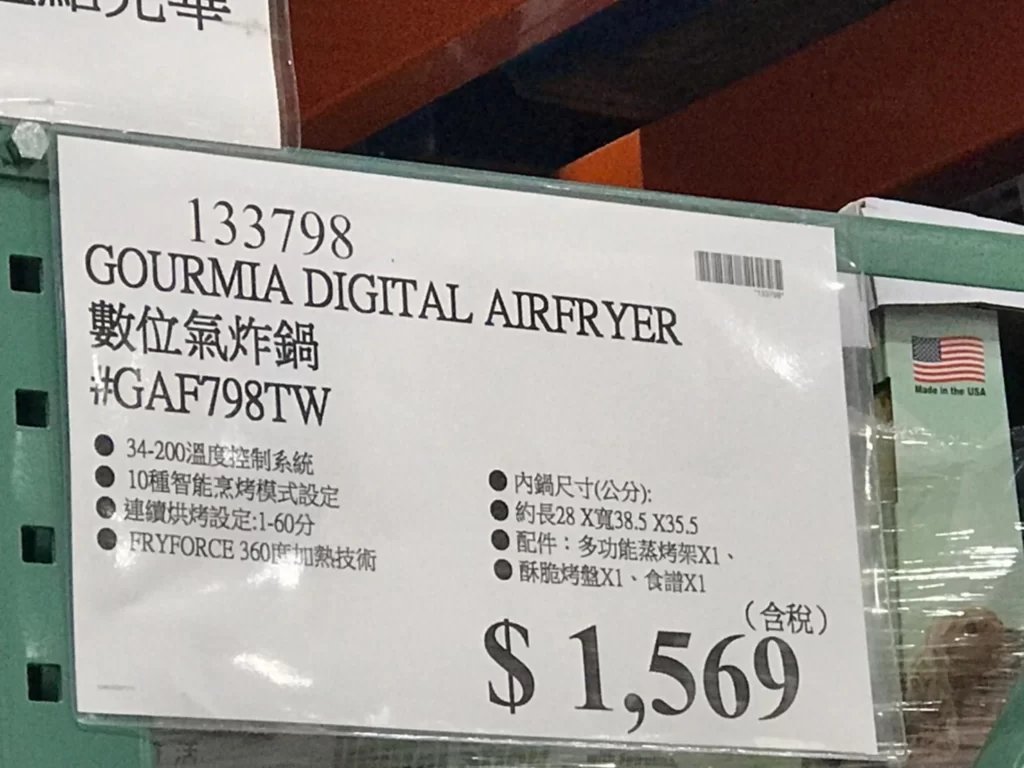 光華
133798
GOURMIA DIGITAL AIRFRYER
數位氣炸鍋
#GAF798TW
34-200溫度控制系統
10種智能烹烤模式設定
連續烘烤設定:1-60分
FRYFORCE 360度加熱技術
內鍋尺寸(公分):
約長28 X寬38.5 X35.5
配件：多功能蒸烤架X1、
酥脆烤盤X1、食譜X1
（含稅）
$ 1,569
"133798"
Made in the USA